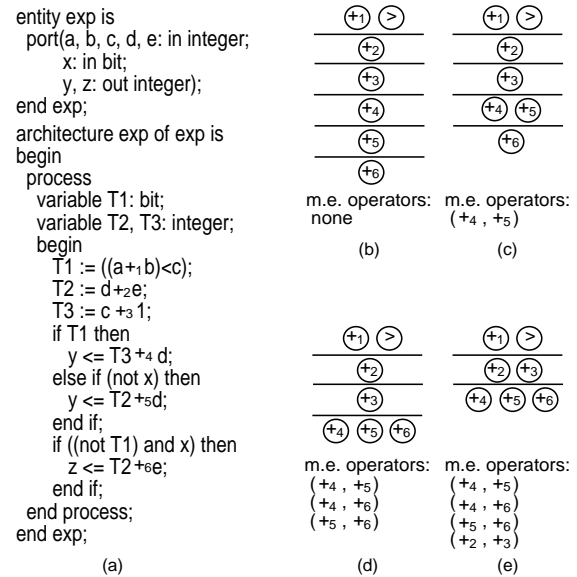 entity exp is
port(a, b, c, d, e: in integer;
x: in bit;
y, z: out integer);
end exp;
architecture exp of exp is
begin
process
variable T1: bit;
variable T2, T3: integer;
begin
T1 := ((a+₁b)<c);
T2 := d+₂e;
T3 := c +₃1;
if T1 then
y <= T3+₄ d;
else if (not x) then
y <= T2+₅d;
end if;
if ((not T1) and x) then
z <= T2+₆e;
end if;
end process;
end exp;
(a)
+₁ >
+₂
+₃
+₄
+₅
+₆
m.e. operators:
none
(b)
+₁ >
+₂
+₃
+₄ +₅
+₆
m.e. operators:
(+₄ , +₅)
(c)
+₁ >
+₂
+₃
+₄ +₅ +₆
m.e. operators:
(+₄ , +₅)
(+₄ , +₆)
(+₅ , +₆)
(d)
+₁ >
+₂ +₃
+₄ +₅ +₆
m.e. operators:
(+₄ , +₅)
(+₄ , +₆)
(+₅ , +₆)
(+₂ , +₃)
(e)